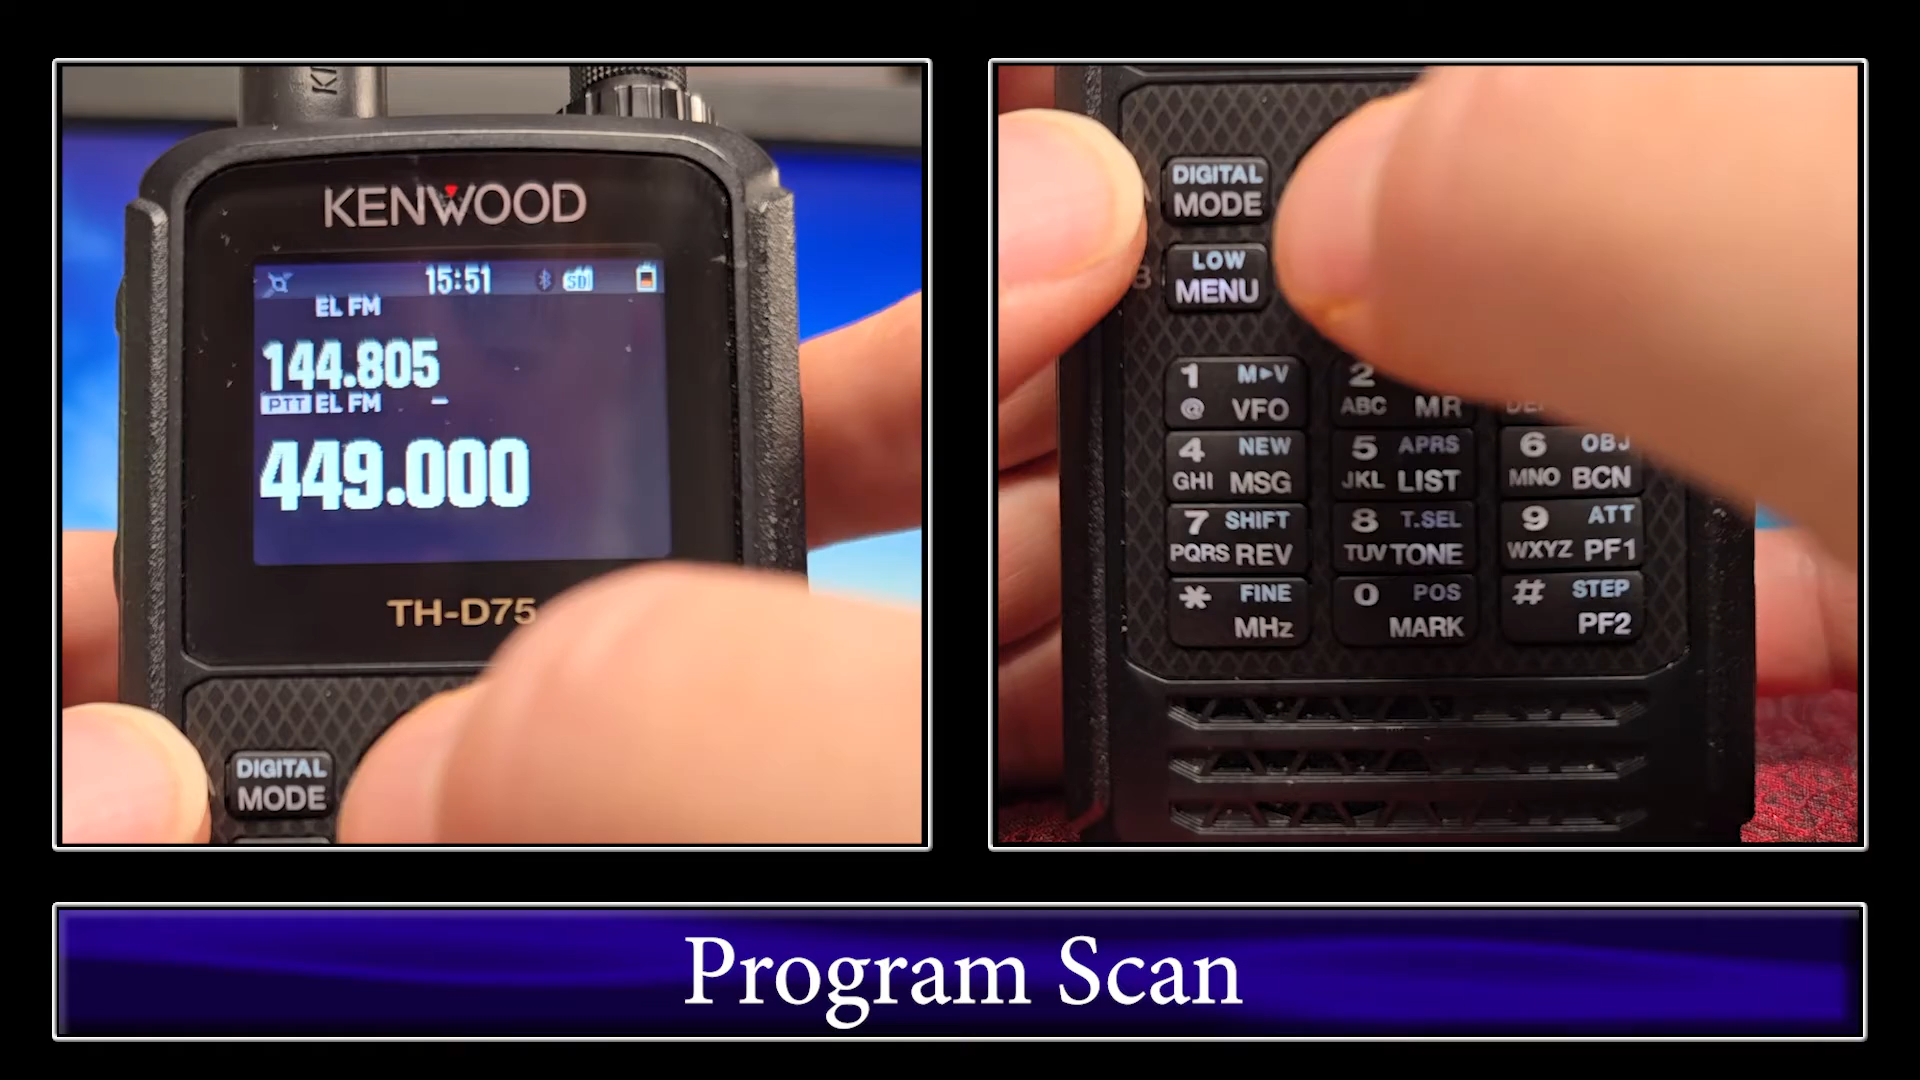 KENWOOD
15:51 SD
EL FM
144.805
PTT EL FM -
449.000
TH-D75
DIGITAL
MODE
DIGITAL
MODE
LOW
MENU
1 M▸V
@ VFO
2
ABC MR
4 NEW
GHI MSG
5 APRS
JKL LIST
6 OBJ
MNO BCN
7 SHIFT
PQRS REV
8 T.SEL
TUV TONE
9 ATT
WXYZ PF1
* FINE
MHz
0 POS
MARK
# STEP
PF2
Program Scan